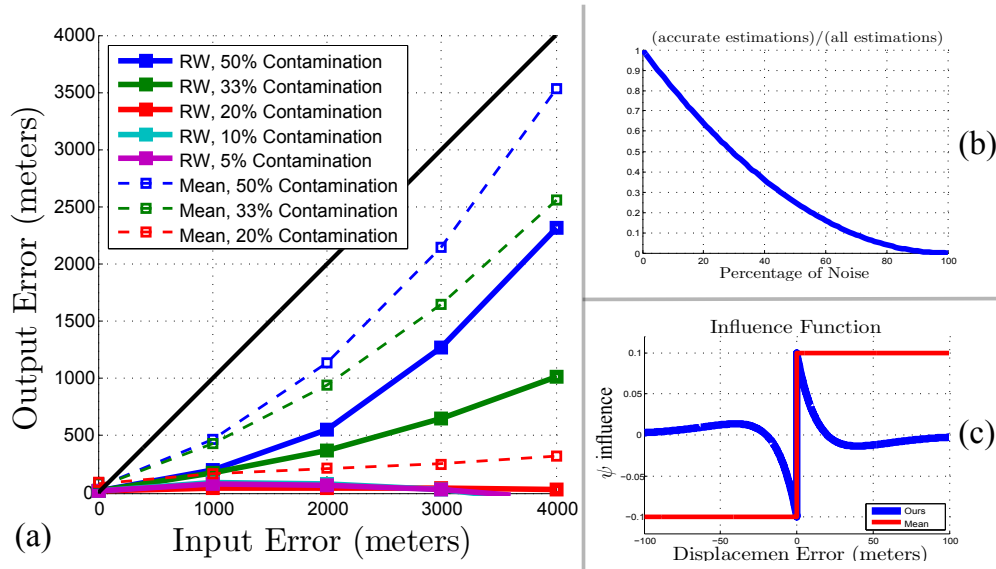 4000
3500
3000
2500
2000
1500
1000
500
0
Output Error (meters)
RW, 50% Contamination
RW, 33% Contamination
RW, 20% Contamination
RW, 10% Contamination
RW, 5% Contamination
Mean, 50% Contamination
Mean, 33% Contamination
Mean, 20% Contamination
0 1000 2000 3000 4000
Input Error (meters)
(a)
(accurate estimations)/(all estimations)
1
0.9
0.8
0.7
0.6
0.5
0.4
0.3
0.2
0.1
0
0 20 40 60 80 100
Percentage of Noise
(b)
Influence Function
0.1
0.05
0
−0.05
−0.1
ψ influence
Ours
Mean
−100 −50 0 50 100
Displacemen Error (meters)
(c)